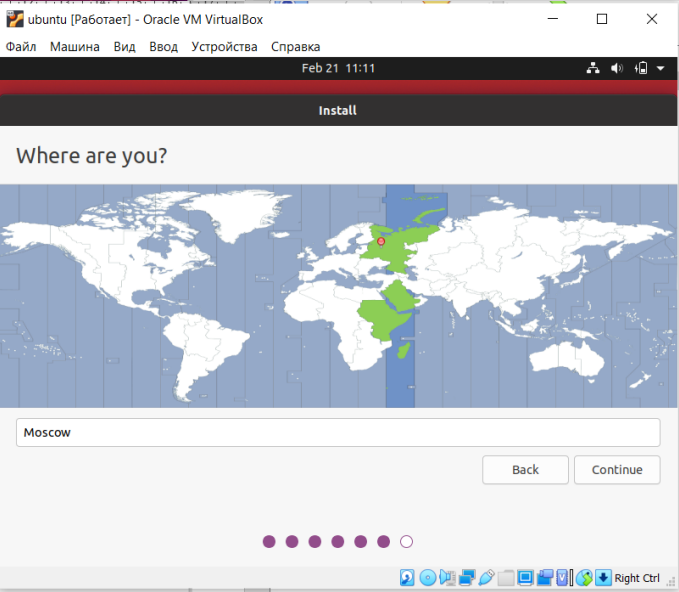 ubuntu [Работает] - Oracle VM VirtualBox
Файл Машина Вид Ввод Устройства Справка
Feb 21 11:11
Install
Where are you?
Moscow
Back Continue
Right Ctrl